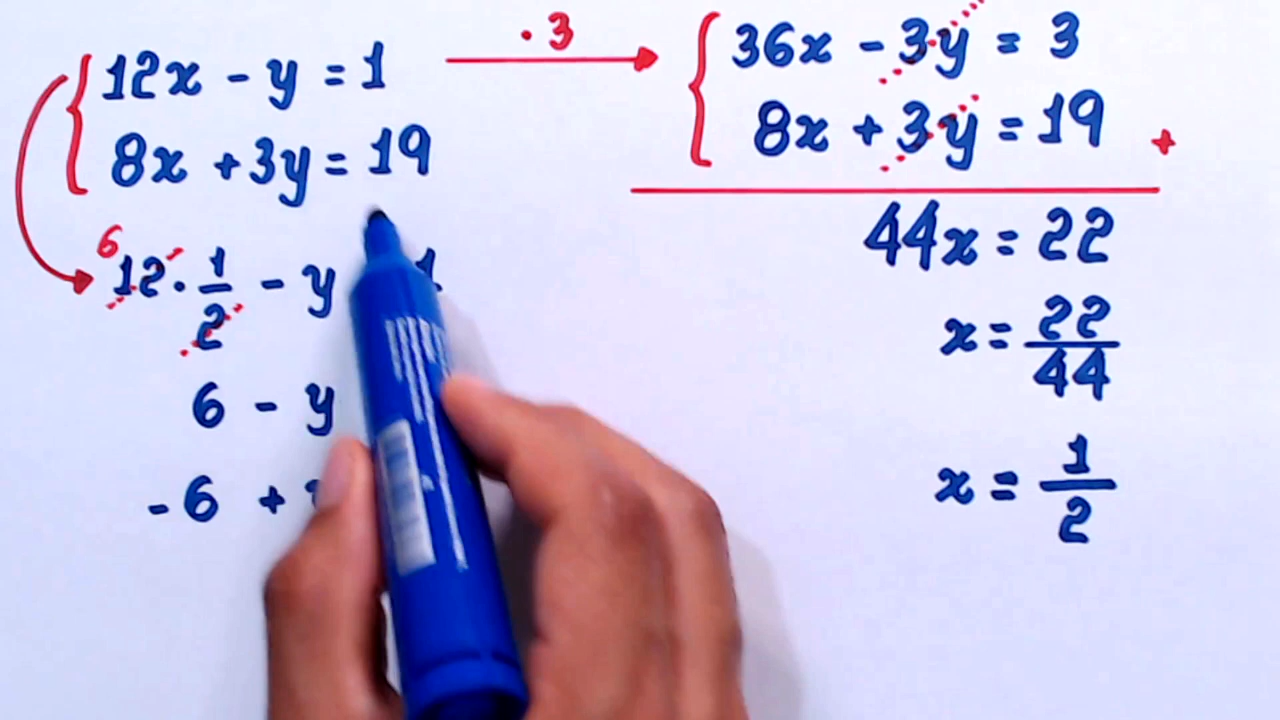 12x - y = 1
8x + 3y = 19
· 3
36x - 3y = 3
8x + 3y = 19 +
44x = 22
x = 22/44
x = 1/2
6
12 · 1/2 - y 1
6 - y
- 6 +